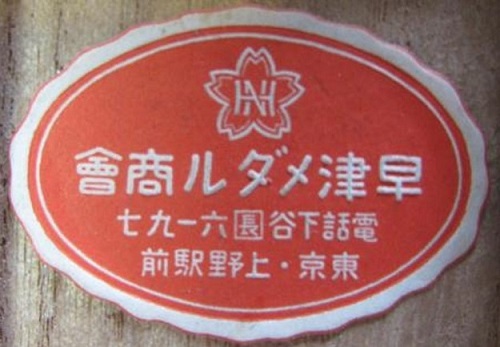 早津メダル商會
電話下谷長六一九七
東京・上野駅前